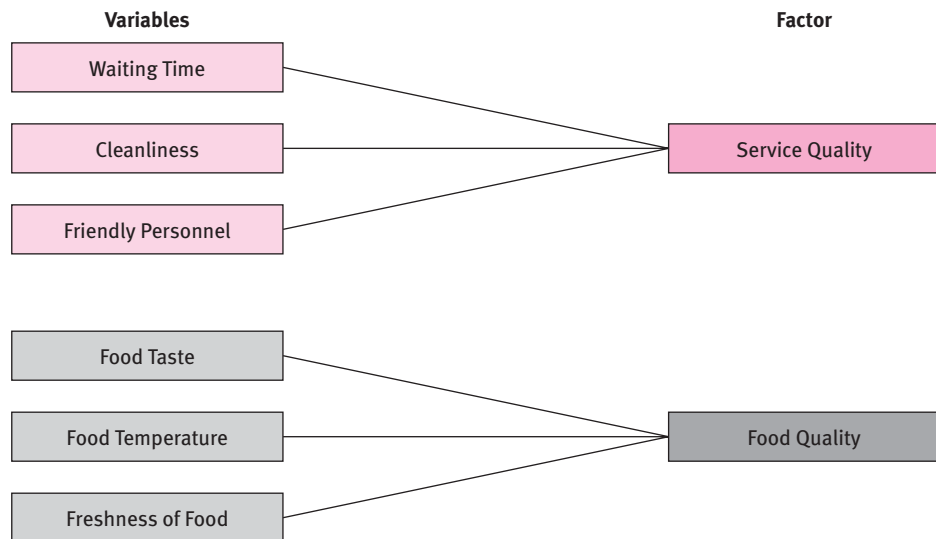 Variables
Factor
Waiting Time
Cleanliness
Service Quality
Friendly Personnel
Food Taste
Food Temperature
Food Quality
Freshness of Food